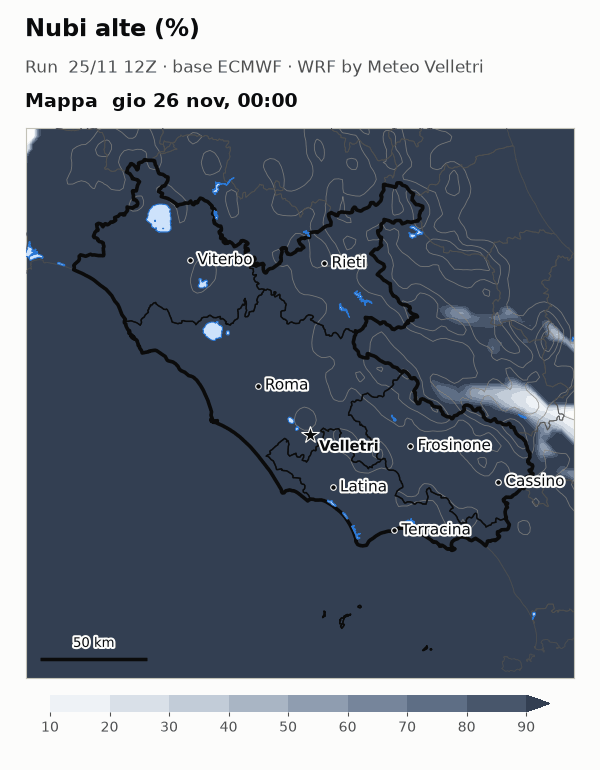 Nubi alte (%)
Run  25/11 12Z · base ECMWF · WRF by Meteo Velletri
Mappa  gio 26 nov, 00:00
Viterbo
Rieti
Roma
Velletri
Frosinone
Cassino
Latina
Terracina
50 km
10 20 30 40 50 60 70 80 90